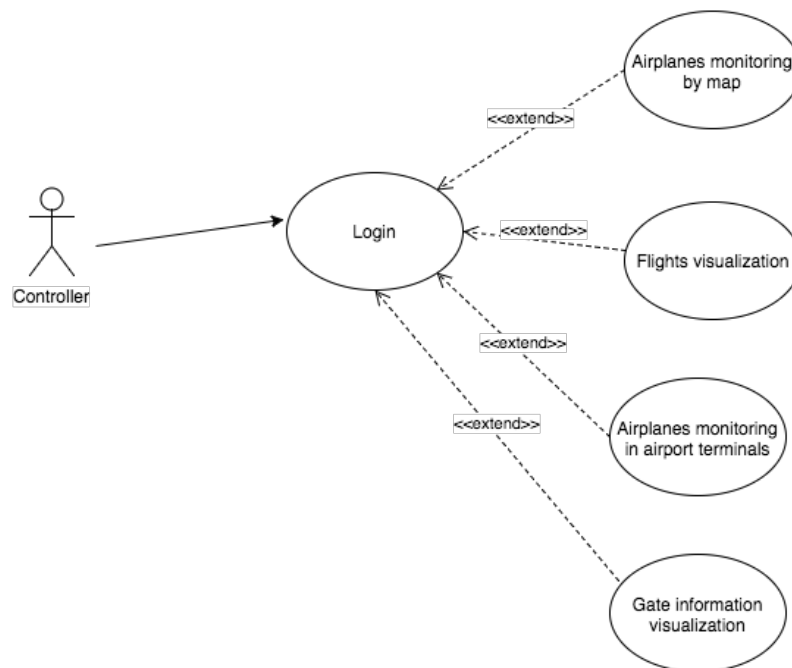 Airplanes monitoring
by map
<<extend>>
Login
<<extend>>
Flights visualization
Controller
<<extend>>
Airplanes monitoring
in airport terminals
<<extend>>
Gate information
visualization